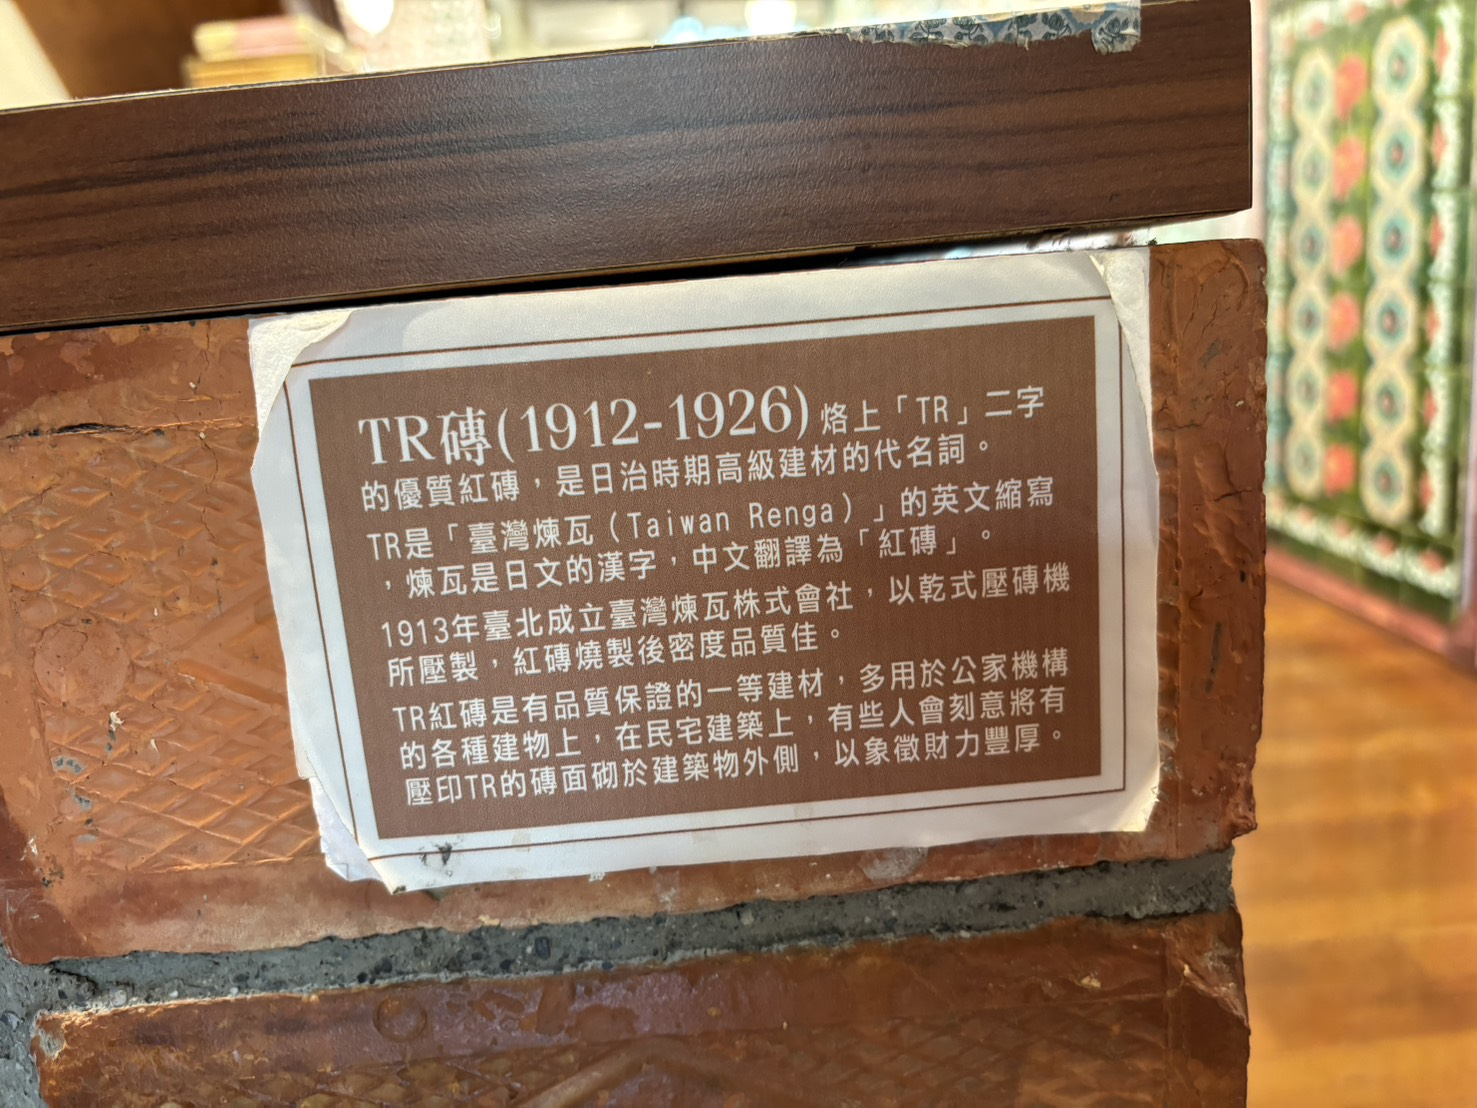 TR磚(1912-1926)烙上「TR」二字
的優質紅磚，是日治時期高級建材的代名詞。
TR是「臺灣煉瓦（Taiwan Renga）」的英文縮寫
，煉瓦是日文的漢字，中文翻譯為「紅磚」。
1913年臺北成立臺灣煉瓦株式會社，以乾式壓磚機
所壓製，紅磚燒製後密度品質佳。
TR紅磚是有品質保證的一等建材，多用於公家機構
的各種建物上，在民宅建築上，有些人會刻意將有
壓印TR的磚面砌於建築物外側，以象徵財力豐厚。